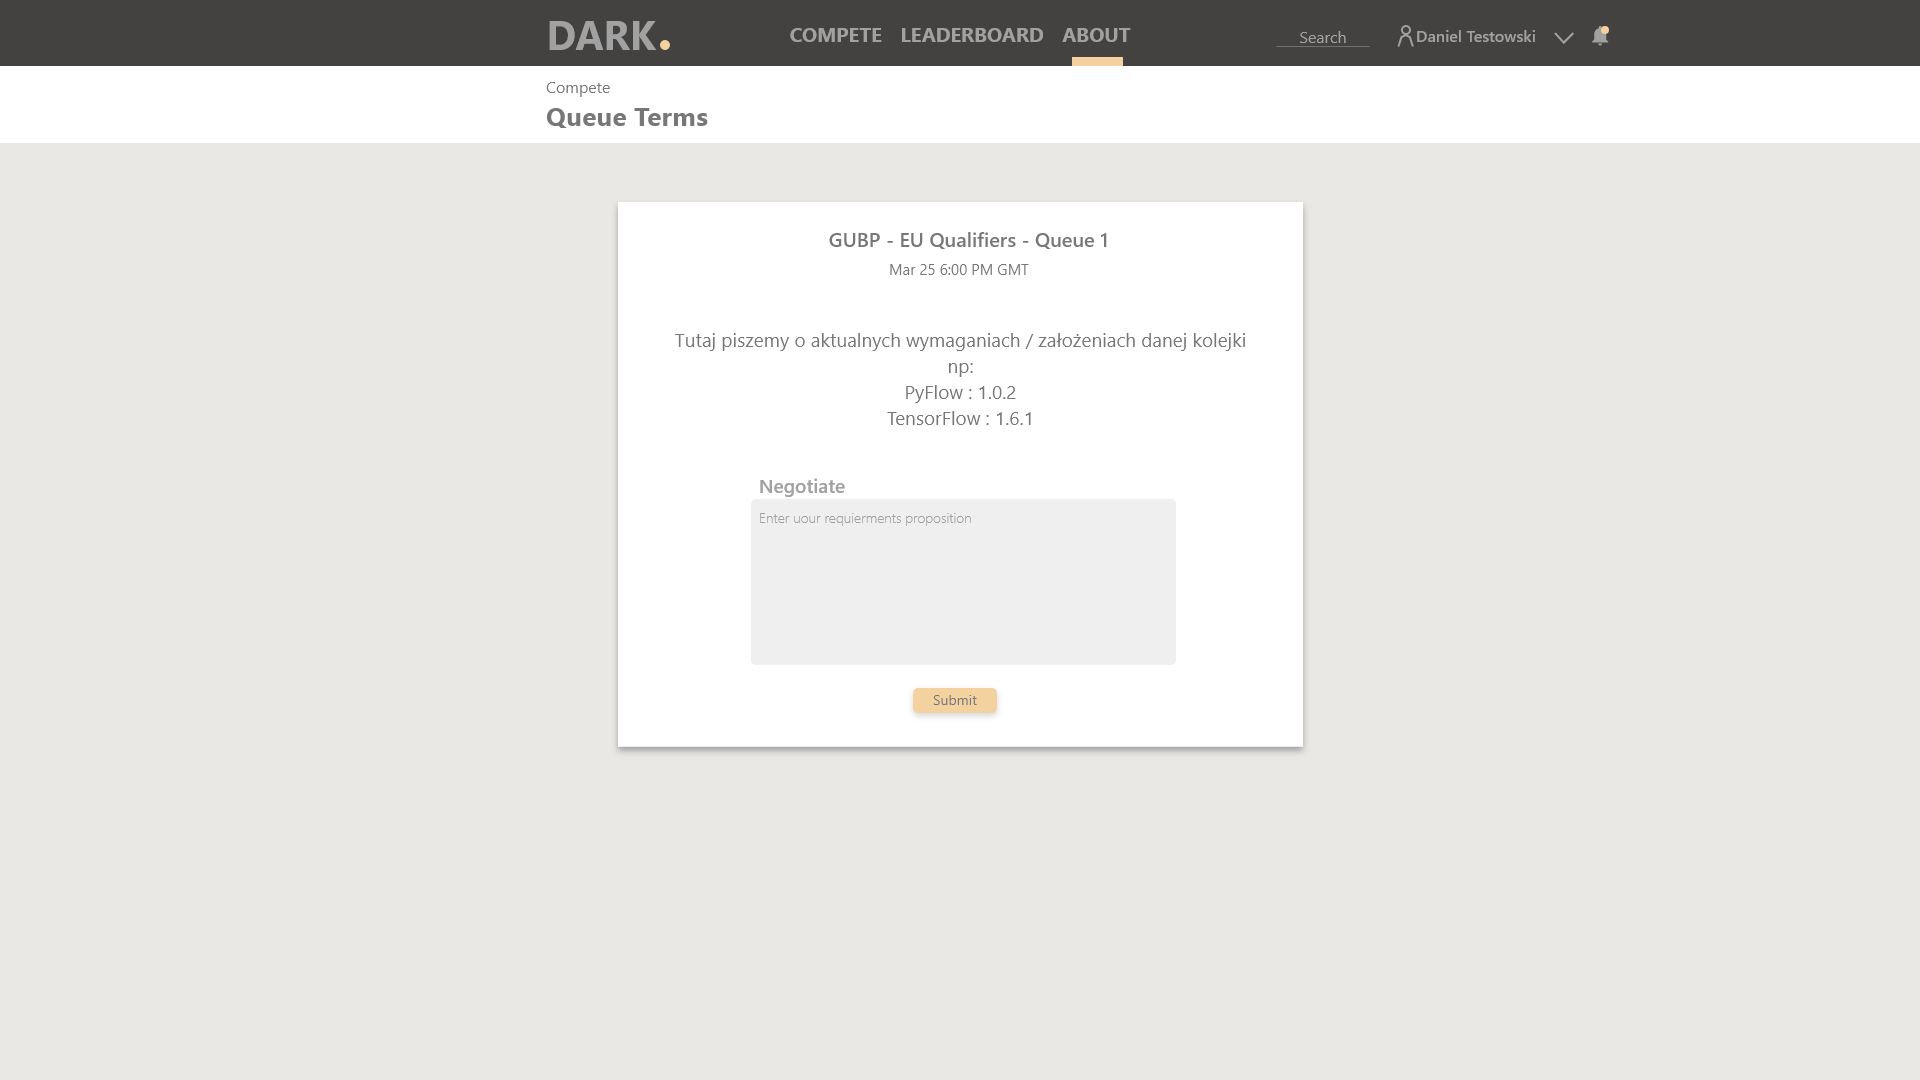 DARK.
COMPETE LEADERBOARD ABOUT
Search
Daniel Testowski
Compete
Queue Terms
GUBP - EU Qualifiers - Queue 1
Mar 25 6:00 PM GMT
Tutaj piszemy o aktualnych wymaganiach / założeniach danej kolejki
np:
PyFlow : 1.0.2
TensorFlow : 1.6.1
Negotiate
Enter uour requierments proposition
Submit